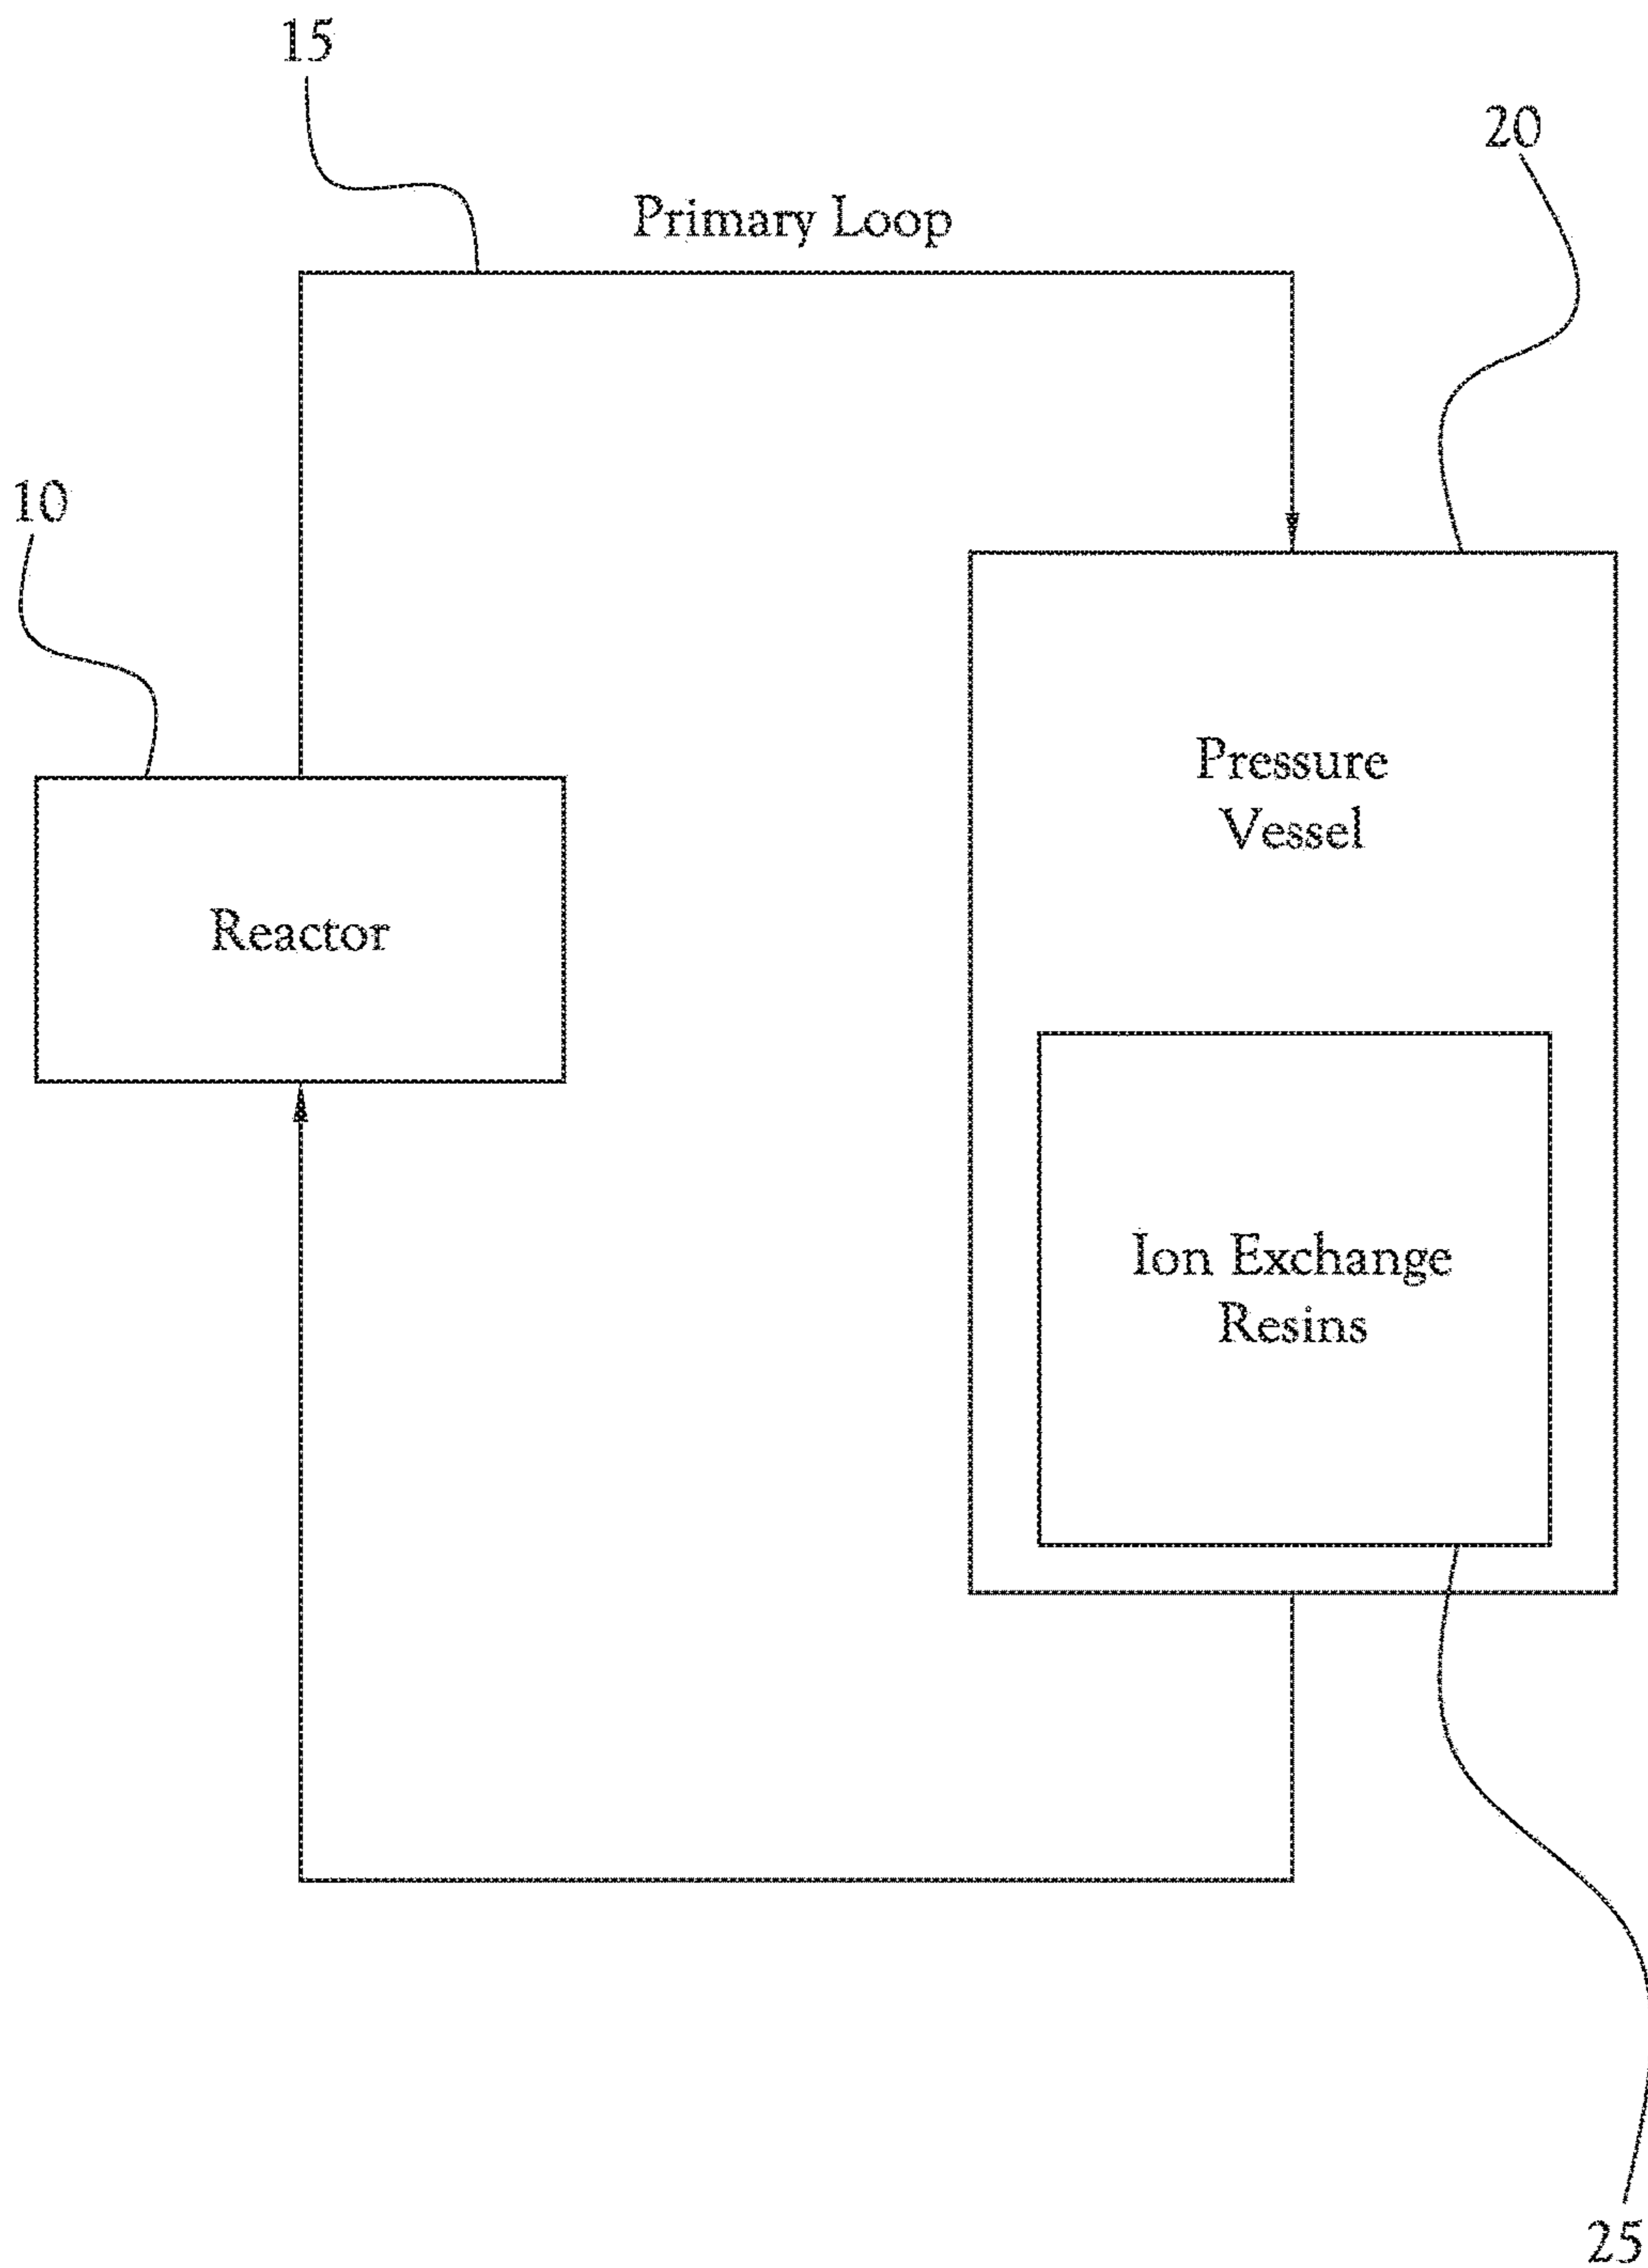 15
20
Primary Loop
10
Pressure
Vessel
Reactor
Ion Exchange
Resins
25